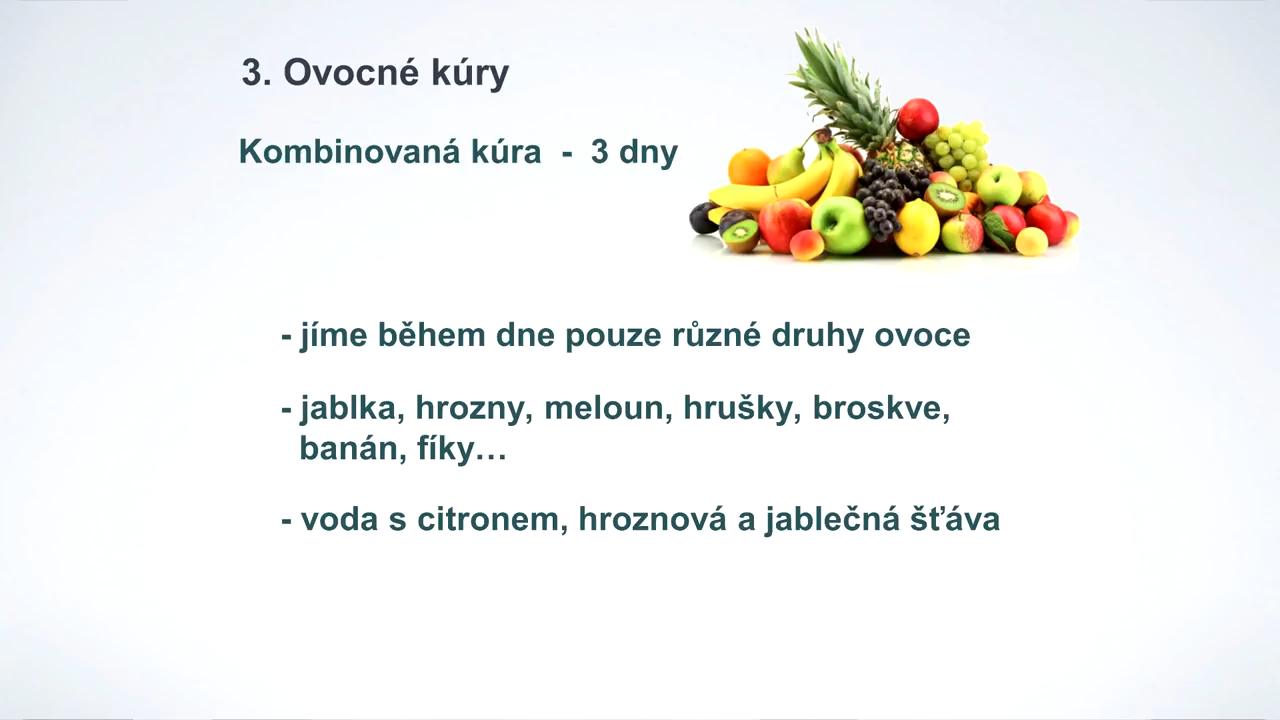 3. Ovocné kúry
Kombinovaná kúra - 3 dny
- jíme během dne pouze různé druhy ovoce
- jablka, hrozny, meloun, hrušky, broskve,
banán, fíky…
- voda s citronem, hroznová a jablečná šťáva